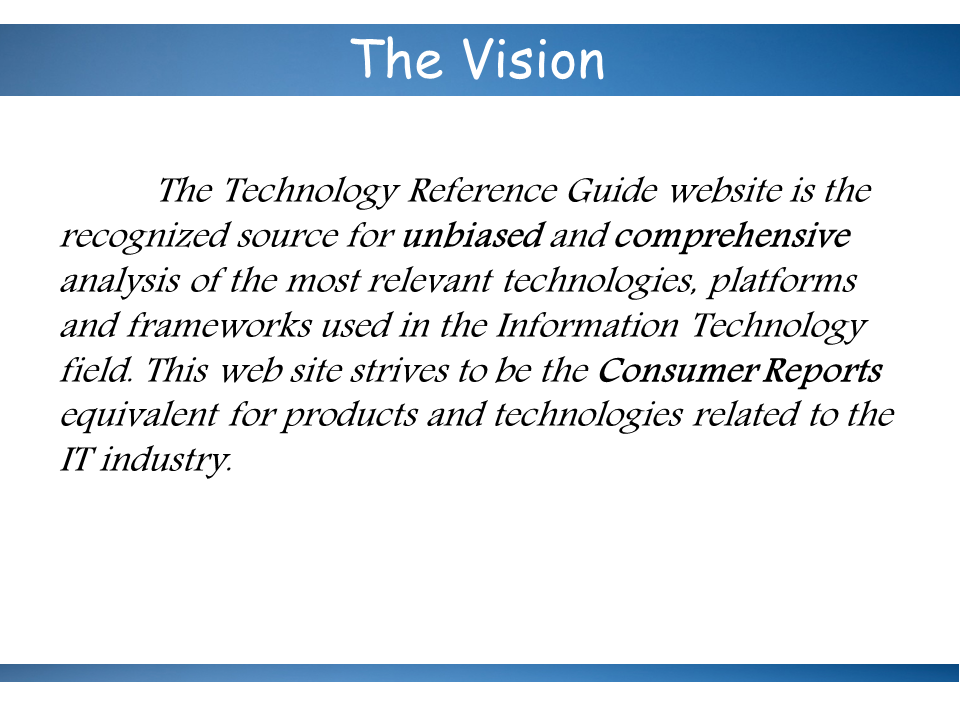 The Vision
The Technology Reference Guide website is the
recognized source for unbiased and comprehensive
analysis of the most relevant technologies, platforms
and frameworks used in the Information Technology
field. This web site strives to be the Consumer Reports
equivalent for products and technologies related to the
IT industry.